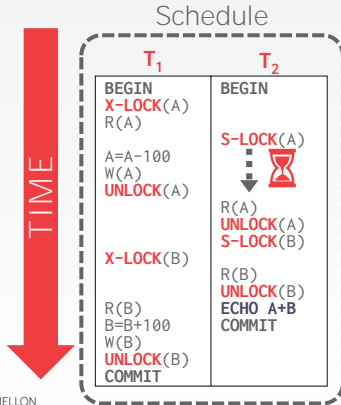 Schedule
TIME
T1
T2
BEGIN
X-LOCK(A)
R(A)
A=A-100
W(A)
UNLOCK(A)
X-LOCK(B)
R(B)
B=B+100
W(B)
UNLOCK(B)
COMMIT
BEGIN
S-LOCK(A)
R(A)
UNLOCK(A)
S-LOCK(B)
R(B)
UNLOCK(B)
ECHO A+B
COMMIT